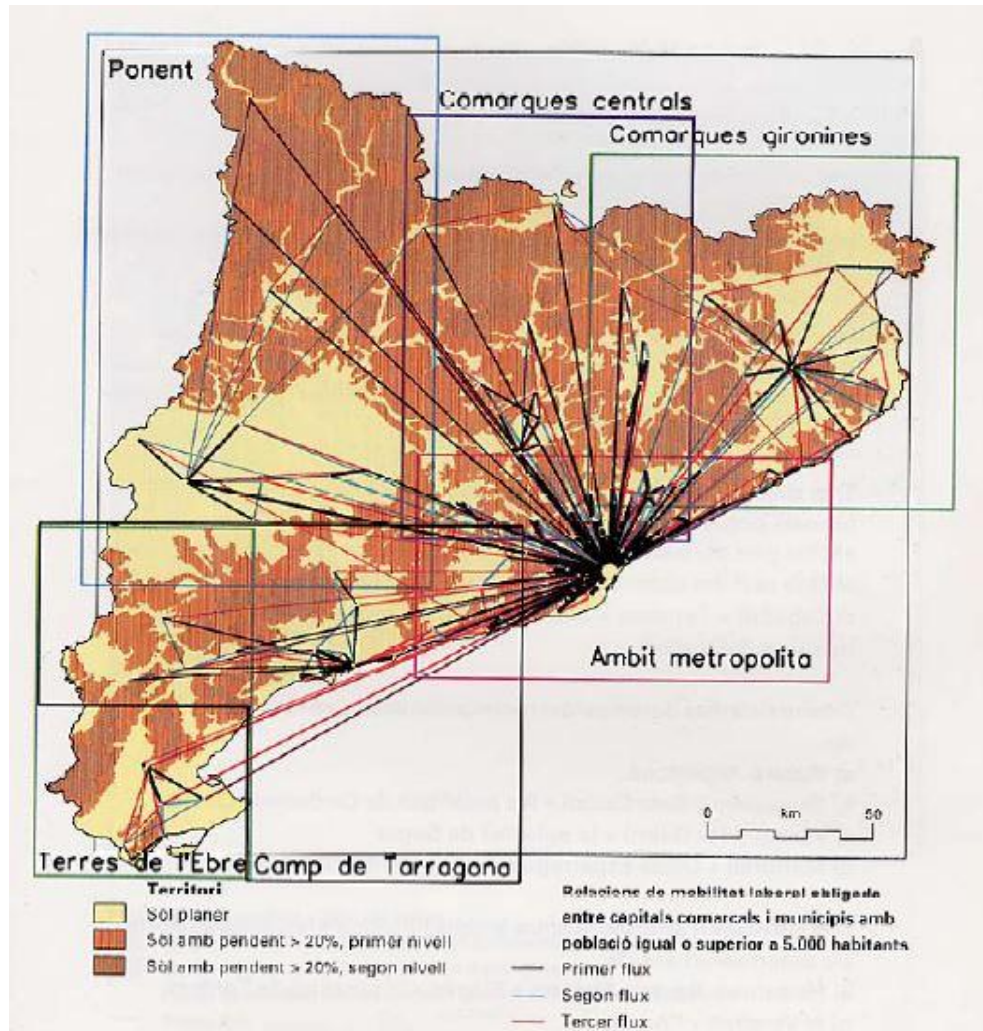 Ponent
Comarques centrals
Comarques gironines
Ambit metropolita
0 km 50
Terres de l'Ebre
Camp de Tarragona
Territori
Sòl planer
Sòl amb pendent > 20%, primer nivell
Sòl amb pendent > 20%, segon nivell
Relacions de mobilitat laboral obligada
entre capitals comarcals i municipis amb
població igual o superior a 5.000 habitants
Primer flux
Segon flux
Tercer flux